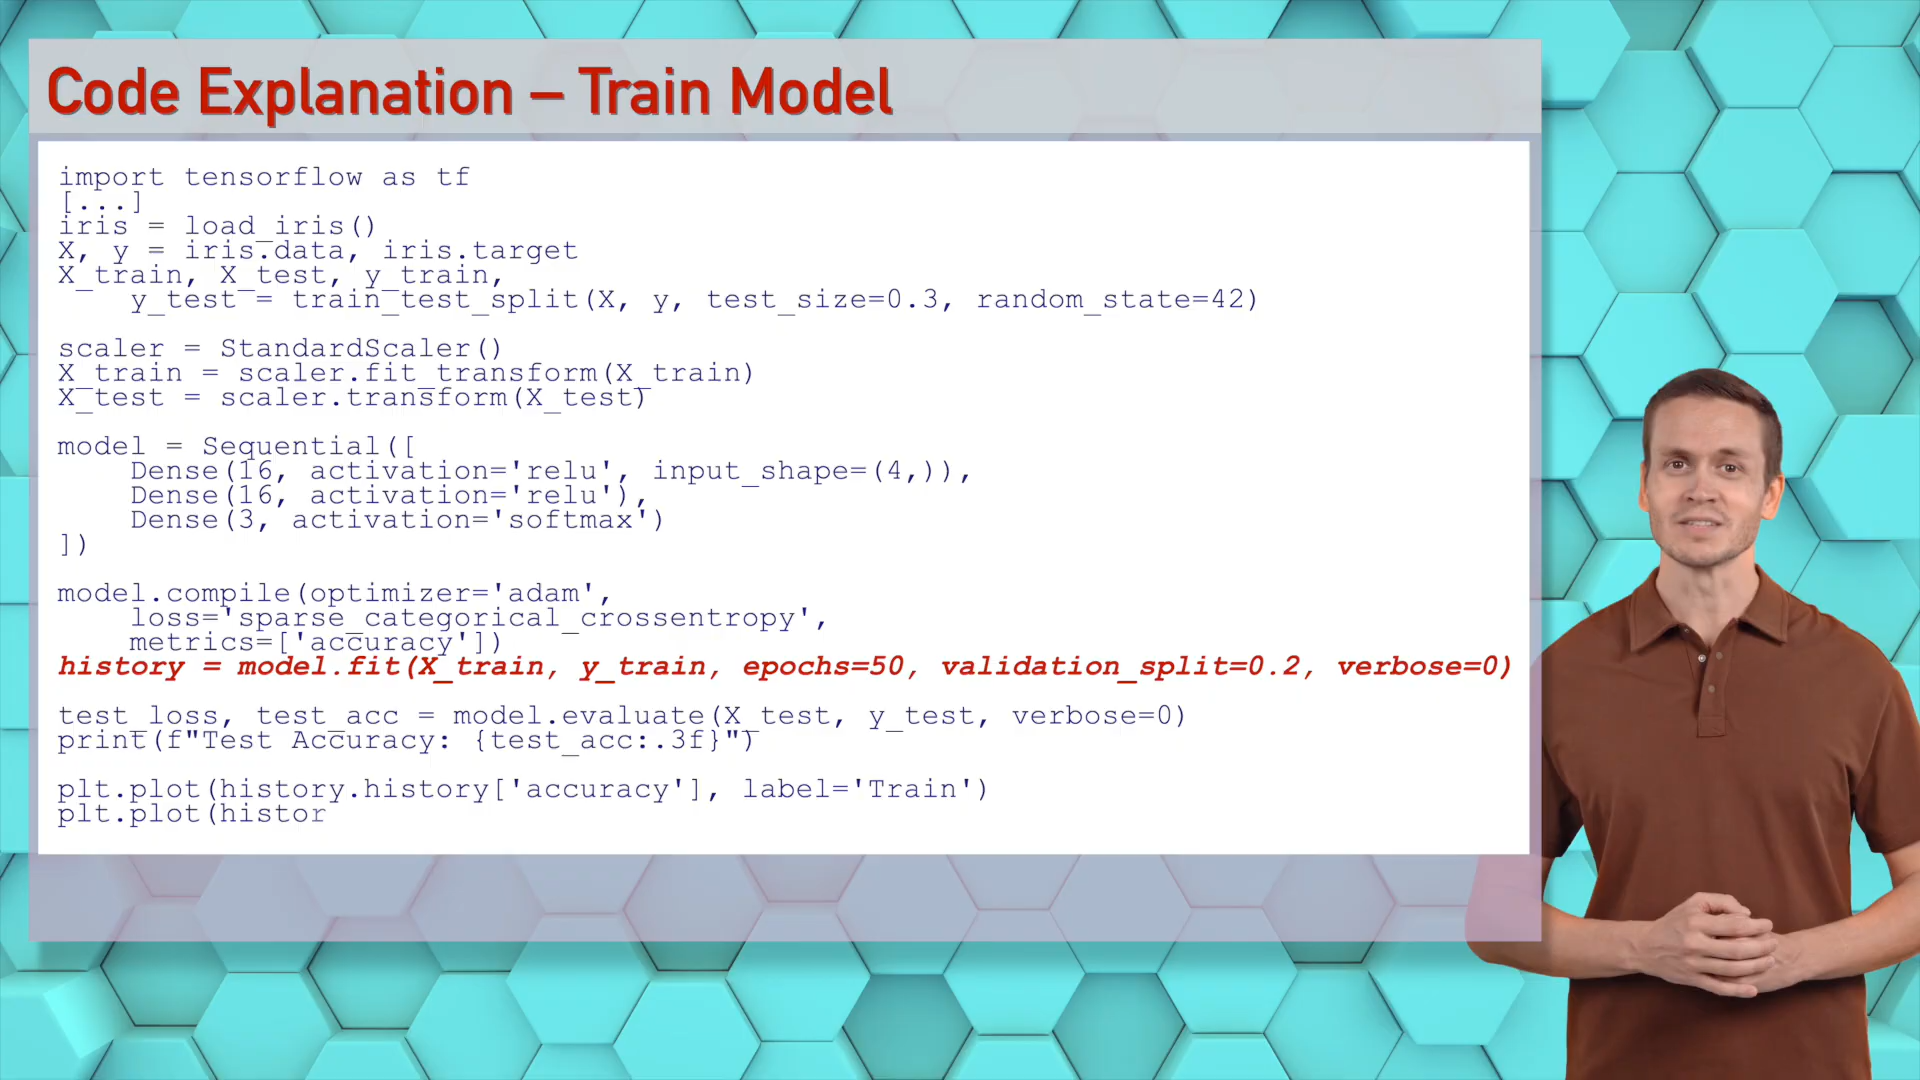 Code Explanation – Train Model
import tensorflow as tf
[...]
iris = load_iris()
X, y = iris.data, iris.target
X_train, X_test, y_train,
y_test = train_test_split(X, y, test_size=0.3, random_state=42)
scaler = StandardScaler()
X_train = scaler.fit_transform(X_train)
X_test = scaler.transform(X_test)
model = Sequential([
Dense(16, activation='relu', input_shape=(4,)),
Dense(16, activation='relu'),
Dense(3, activation='softmax')
])
model.compile(optimizer='adam',
loss='sparse_categorical_crossentropy',
metrics=['accuracy'])
history = model.fit(X_train, y_train, epochs=50, validation_split=0.2, verbose=0)
test_loss, test_acc = model.evaluate(X_test, y_test, verbose=0)
print(f"Test Accuracy: {test_acc:.3f}")
plt.plot(history.history['accuracy'], label='Train')
plt.plot(histor